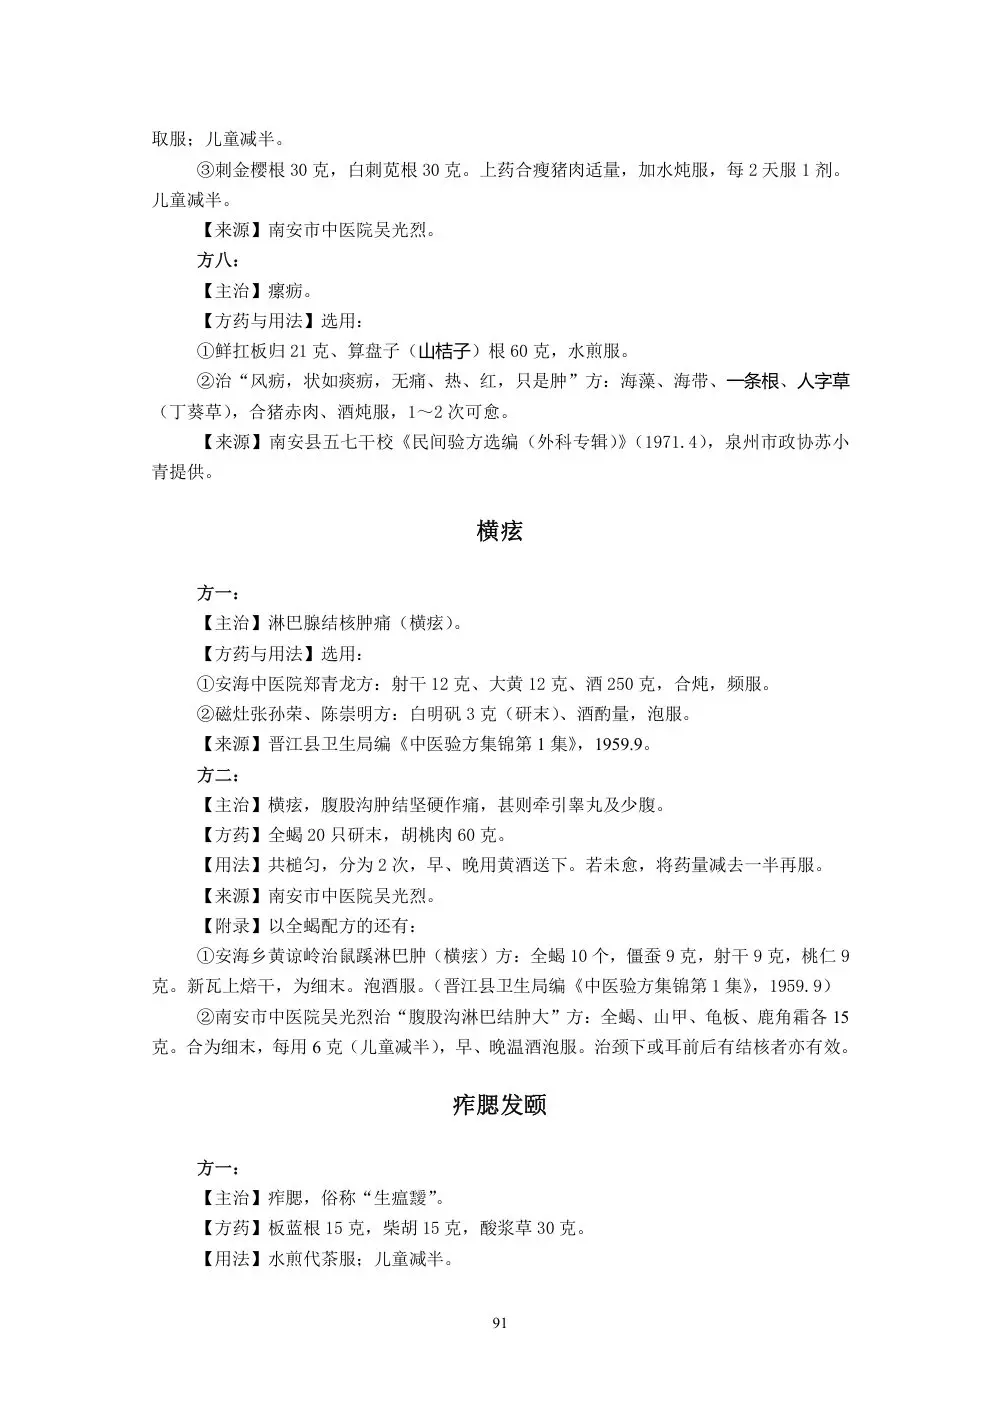 取服；儿童减半。
③刺金樱根 30 克，白刺苋根 30 克。上药合瘦猪肉适量，加水炖服，每 2 天服 1 剂。
儿童减半。
【来源】南安市中医院吴光烈。
方八：
【主治】瘰疬。
【方药与用法】选用：
①鲜扛板归 21 克、算盘子（山桔子）根 60 克，水煎服。
②治“风疬，状如痰疬，无痛、热、红，只是肿”方：海藻、海带、一条根、人字草
（丁葵草），合猪赤肉、酒炖服，1～2 次可愈。
【来源】南安县五七干校《民间验方选编（外科专辑）》（1971.4），泉州市政协苏小
青提供。
横痃
方一：
【主治】淋巴腺结核肿痛（横痃）。
【方药与用法】选用：
①安海中医院郑青龙方：射干 12 克、大黄 12 克、酒 250 克，合炖，频服。
②磁灶张孙荣、陈崇明方：白明矾 3 克（研末）、酒酌量，泡服。
【来源】晋江县卫生局编《中医验方集锦第 1 集》，1959.9。
方二：
【主治】横痃，腹股沟肿结坚硬作痛，甚则牵引睾丸及少腹。
【方药】全蝎 20 只研末，胡桃肉 60 克。
【用法】共槌匀，分为 2 次，早、晚用黄酒送下。若未愈，将药量减去一半再服。
【来源】南安市中医院吴光烈。
【附录】以全蝎配方的还有：
①安海乡黄谅岭治鼠蹊淋巴肿（横痃）方：全蝎 10 个，僵蚕 9 克，射干 9 克，桃仁 9
克。新瓦上焙干，为细末。泡酒服。（晋江县卫生局编《中医验方集锦第 1 集》，1959.9）
②南安市中医院吴光烈治“腹股沟淋巴结肿大”方：全蝎、山甲、龟板、鹿角霜各 15
克。合为细末，每用 6 克（儿童减半），早、晚温酒泡服。治颈下或耳前后有结核者亦有效。
痄腮发颐
方一：
【主治】痄腮，俗称“生瘟䨲”。
【方药】板蓝根 15 克，柴胡 15 克，酸浆草 30 克。
【用法】水煎代茶服；儿童减半。
91